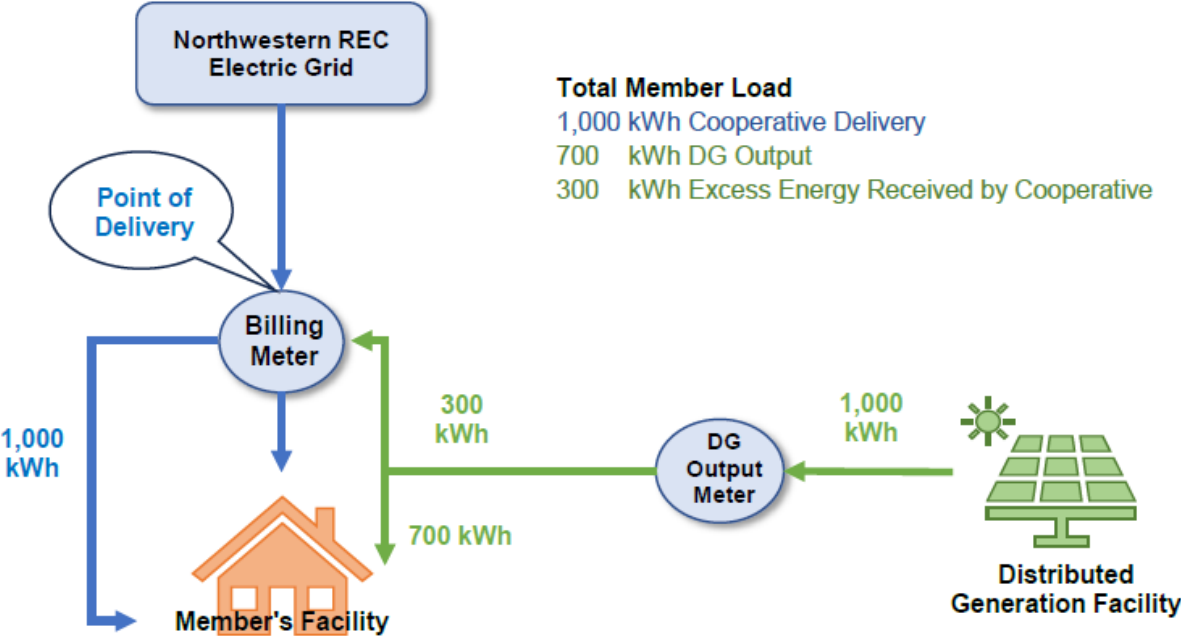 Northwestern REC
Electric Grid
Total Member Load
1,000 kWh Cooperative Delivery
700 kWh DG Output
300 kWh Excess Energy Received by Cooperative
Point of
Delivery
Billing
Meter
1,000
kWh
300
kWh
1,000
kWh
DG
Output
Meter
700 kWh
Member's Facility
Distributed
Generation Facility